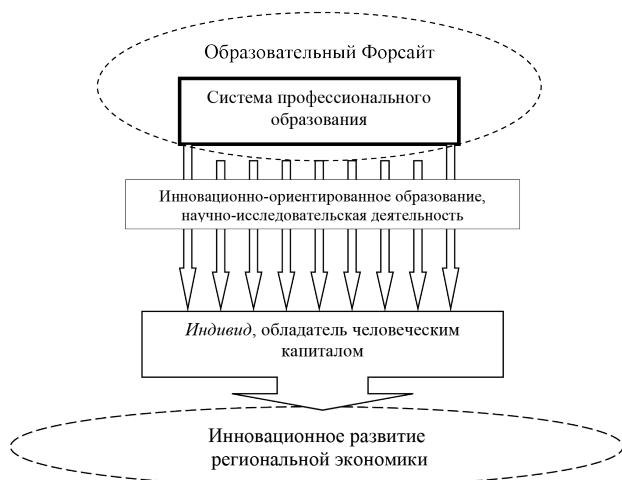 Образовательный Форсайт
Система профессионального
образования
Инновационно-ориентированное образование,
научно-исследовательская деятельность
Индивид, обладатель человеческим
капиталом
Инновационное развитие
региональной экономики